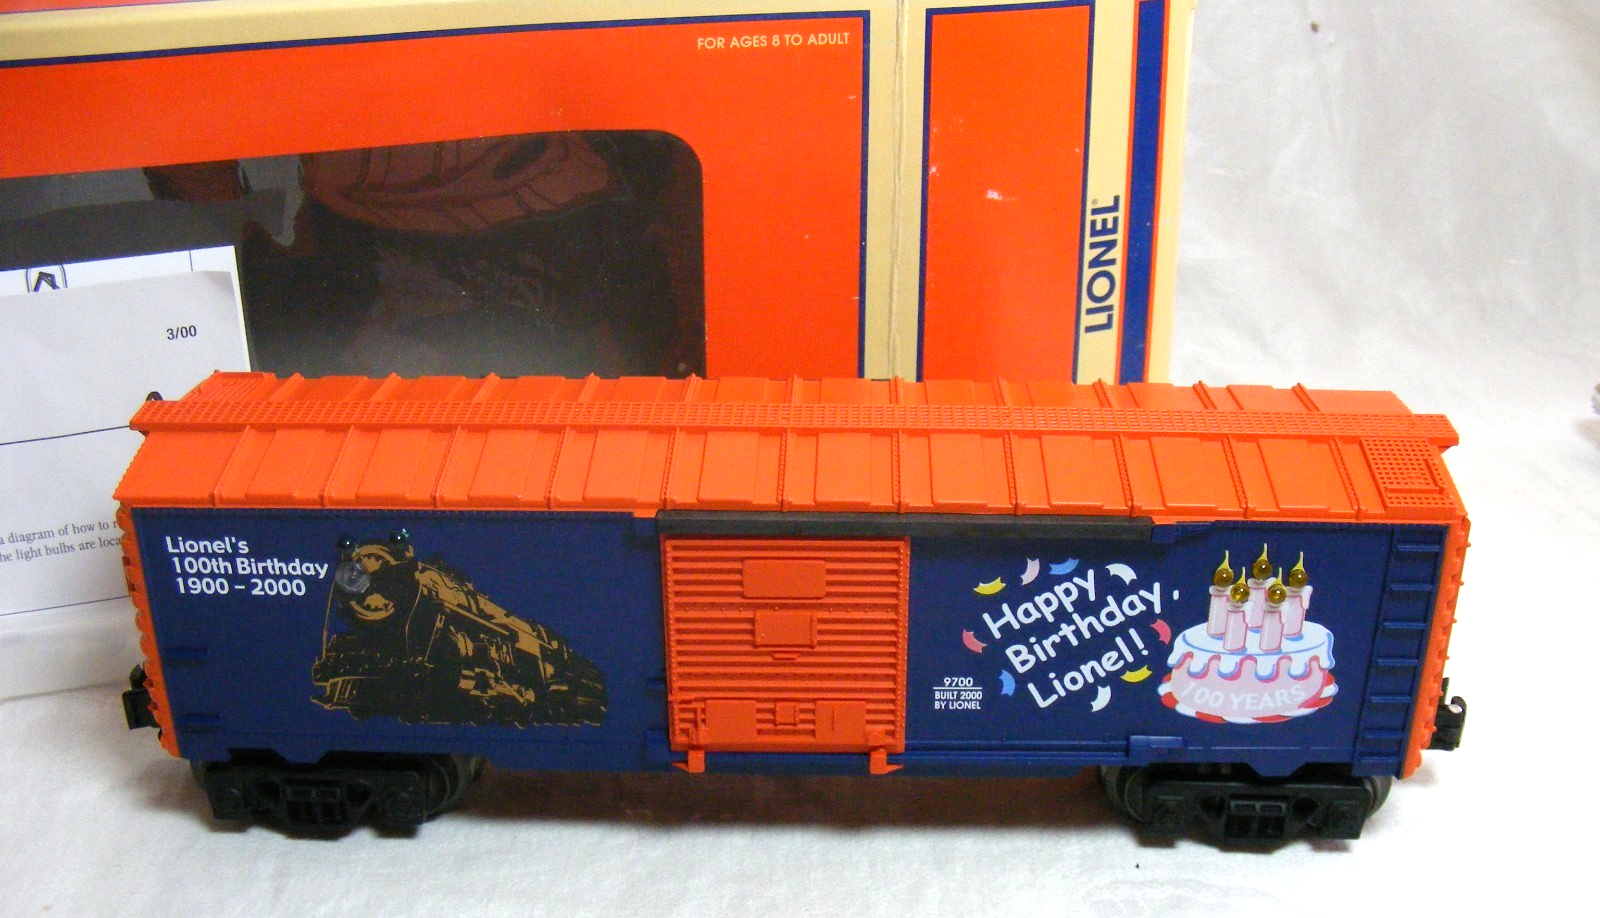 FOR AGES 8 TO ADULT
LIONEL
3/00
a diagram of how to
he light bulbs are loca
Lionel's
100th Birthday
1900 – 2000
Happy
Birthday,
Lionel!
9700
BUILT 2000
BY LIONEL
100 YEARS